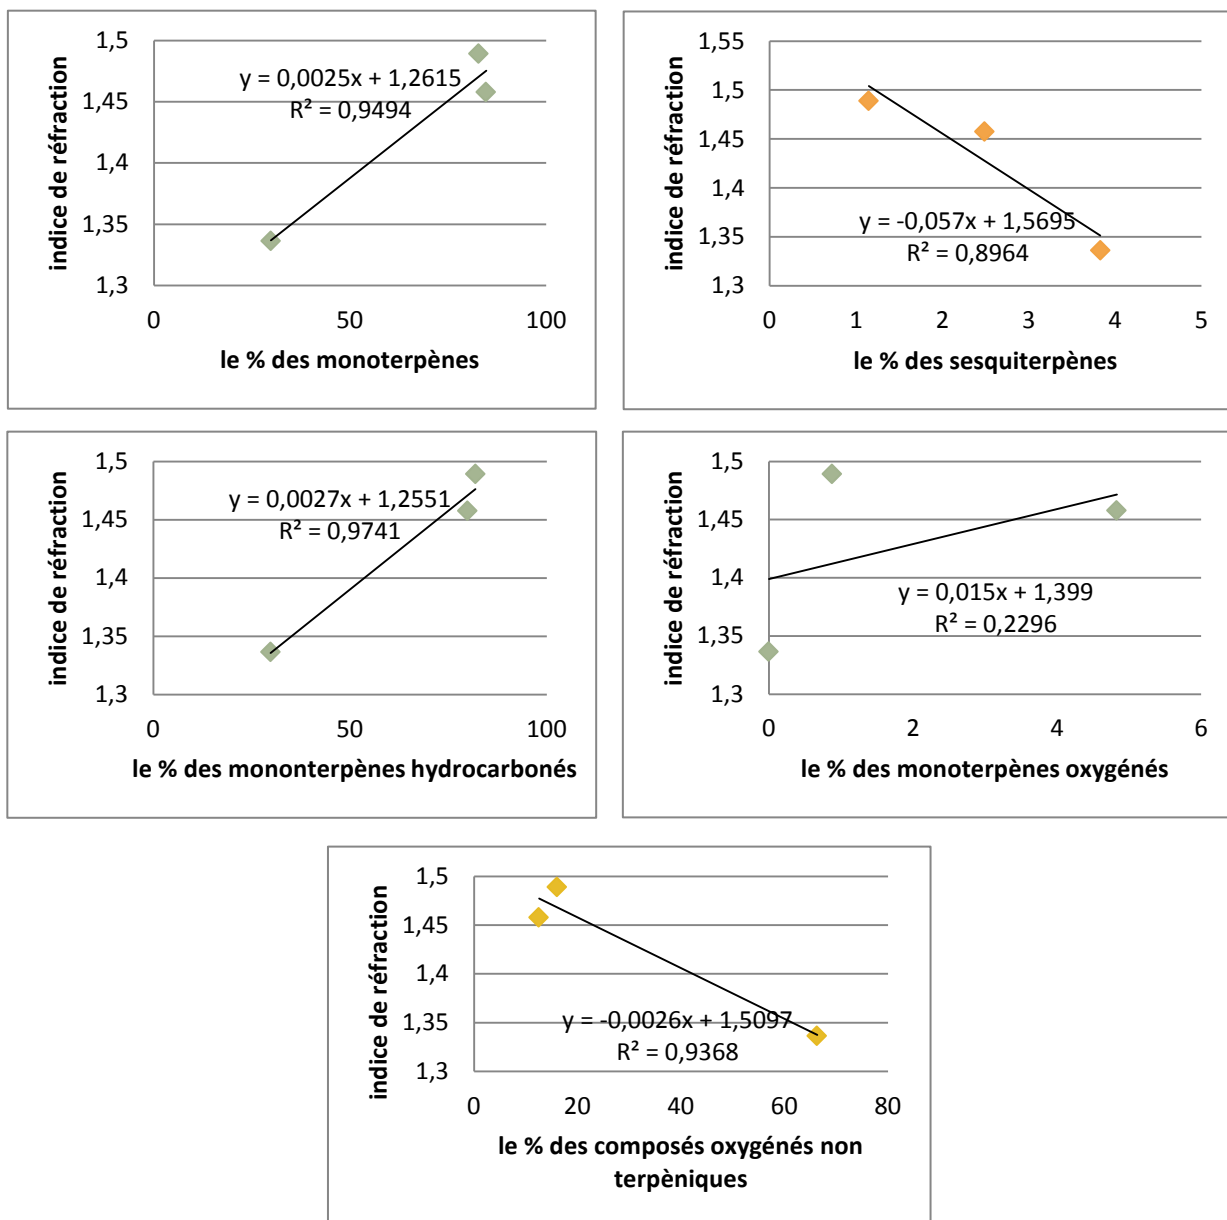 indice de réfraction
1,5
1,45
1,4
1,35
1,3
y = 0,0025x + 1,2615
R² = 0,9494
0 50 100
le % des monoterpènes
indice de réfraction
1,55
1,5
1,45
1,4
1,35
1,3
y = -0,057x + 1,5695
R² = 0,8964
0 1 2 3 4 5
le % des sesquiterpènes
indice de réfraction
1,5
1,45
1,4
1,35
1,3
y = 0,0027x + 1,2551
R² = 0,9741
0 50 100
le % des mononterpènes hydrocarbonés
indice de réfraction
1,5
1,45
1,4
1,35
1,3
y = 0,015x + 1,399
R² = 0,2296
0 2 4 6
le % des monoterpènes oxygénés
indice de réfraction
1,5
1,45
1,4
1,35
1,3
y = -0,0026x + 1,5097
R² = 0,9368
0 20 40 60 80
le % des composés oxygénés non
terpèniques